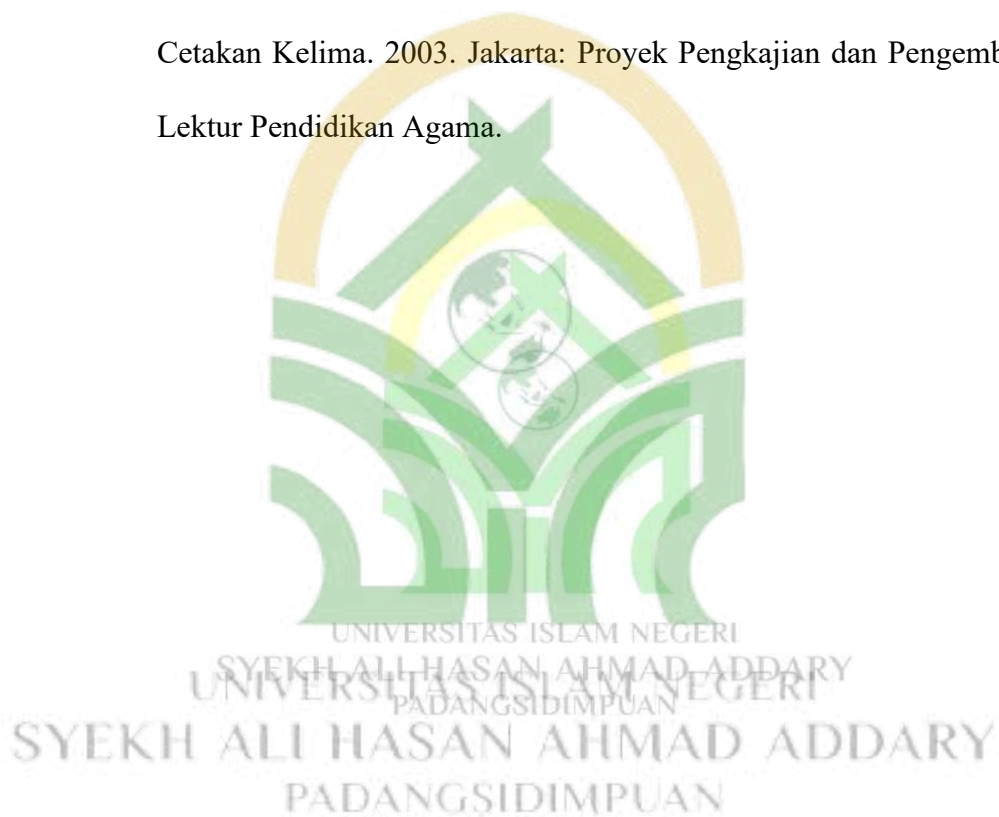 Cetakan Kelima. 2003. Jakarta: Proyek Pengkajian dan Pengemb
Lektur Pendidikan Agama.
UNIVERSITAS ISLAM NEGERI
SYEKH ALI HASAN AHMAD ADDARY
PADANGSIDIMPUAN
UNIVERSITAS ISLAM NEGERI
SYEKH ALI HASAN AHMAD ADDARY
PADANGSIDIMPUAN